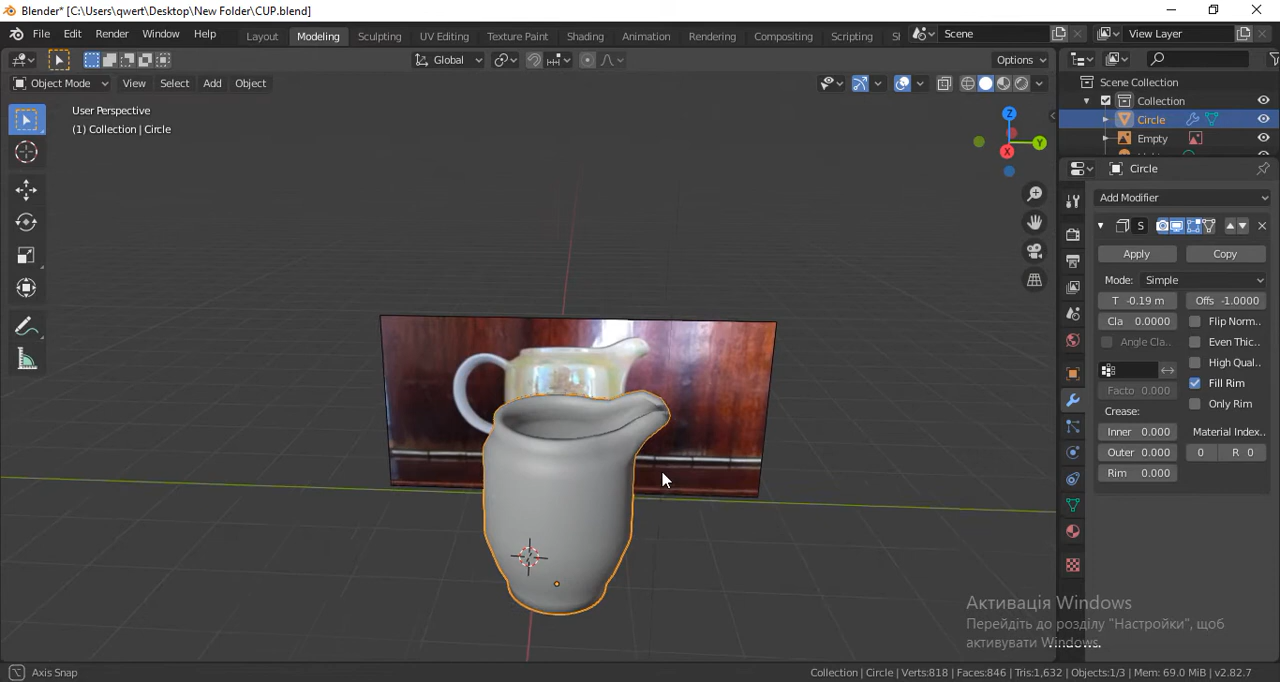 Blender* [C:\Users\qwert\Desktop\New Folder\CUP.blend]
File Edit Render Window Help Layout Modeling Sculpting UV Editing Texture Paint Shading Animation Rendering Compositing Scripting Scene View Layer
Global Options
Object Mode View Select Add Object
User Perspective
(1) Collection | Circle
Z
Y
X
Scene Collection
Collection
Circle
Empty
Circle
Add Modifier
S
Apply Copy
Mode: Simple
T -0.19 m Offs -1.0000
Cla 0.0000 Flip Norm...
Angle Cla... Even Thic...
High Qual...
Facto 0.000 Fill Rim
Crease: Only Rim
Inner 0.000 Material Index...
Outer 0.000 0 R 0
Rim 0.000
Активація Windows
Перейдіть до розділу "Настройки", щоб
активувати Windows.
Axis Snap Collection | Circle | Verts:818 | Faces:846 | Tris:1,632 | Objects:1/3 | Mem: 69.0 MiB | v2.82.7